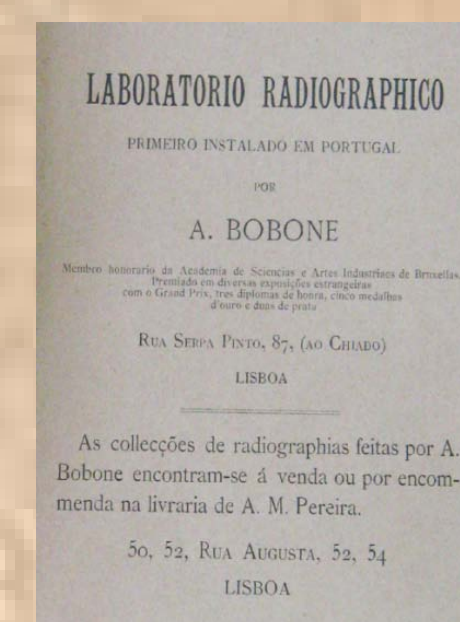 LABORATORIO RADIOGRAPHICO
PRIMEIRO INSTALADO EM PORTUGAL
POR
A. BOBONE
Membro honorario da Academia de Sciencias e Artes Industriaes de Bruxellas
Premiado em diversas exposições estrangeiras
com o Grand Prix, tres diplomas de honra, cinco medalhas
d'ouro e duas de prata
RUA SERPA PINTO, 87, (AO CHIADO)
LISBOA
As collecções de radiographias feitas por A.
Bobone encontram-se á venda ou por encom-
menda na livraria de A. M. Pereira.
50, 52, RUA AUGUSTA, 52, 54
LISBOA